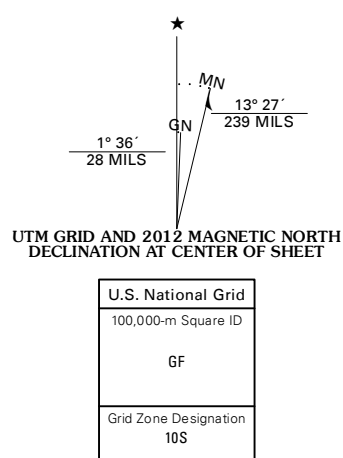 ★
MN
GN
13° 27´
239 MILS
1° 36´
28 MILS
UTM GRID AND 2012 MAGNETIC NORTH
DECLINATION AT CENTER OF SHEET
U.S. National Grid
100,000-m Square ID
GF
Grid Zone Designation
10S